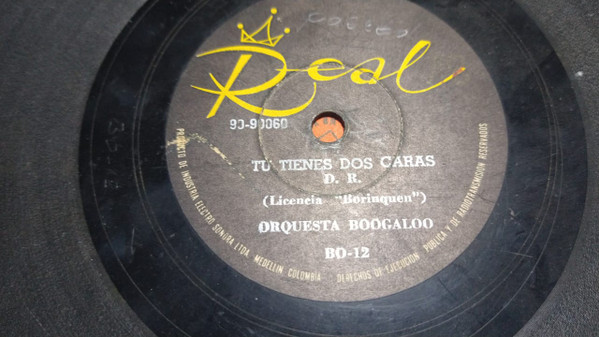 Real
90-90060
TU TIENES DOS CARAS
D. R.
(Licencia "Borinquen")
ORQUESTA BOOGALOO
BO-12
PRODUCTO DE INDUSTRIA ELECTRO SONORA LTDA. MEDELLIN, COLOMBIA - DERECHOS DE EJECUCION PUBLICA Y DE RADIOTRANSMISION RESERVADOS